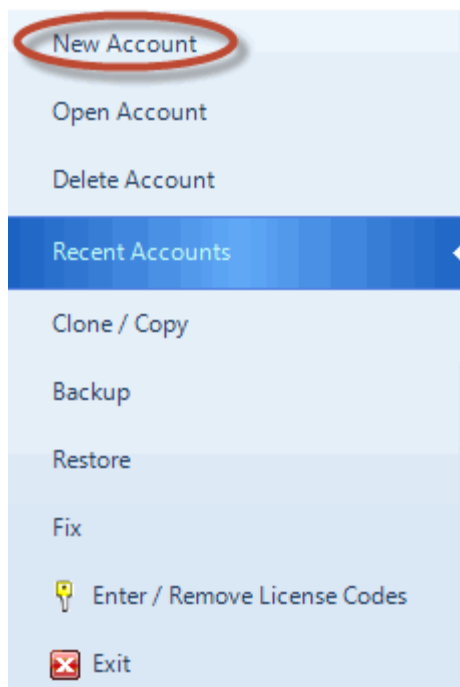 New Account
Open Account
Delete Account
Recent Accounts
Clone / Copy
Backup
Restore
Fix
Enter / Remove License Codes
Exit